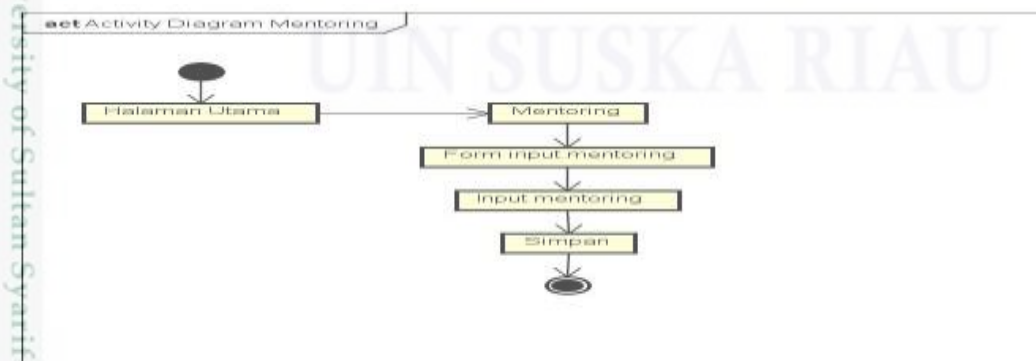 act Activity Diagram Mentoring
UIN SUSKA RIAU
Halaman Utama
Mentoring
Form input mentoring
Input mentoring
Simpan
ersity of Sultan Syarif